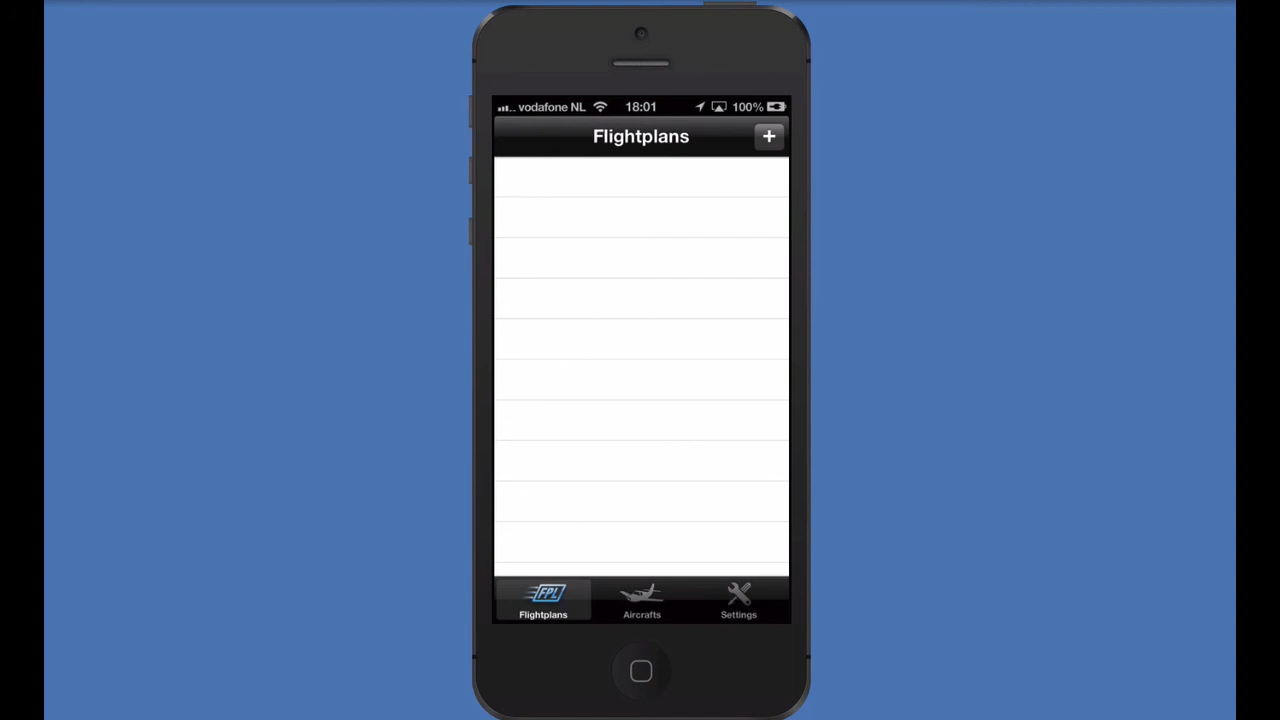 vodafone NL 18:01 100%
Flightplans +
FPL
Flightplans Aircrafts Settings